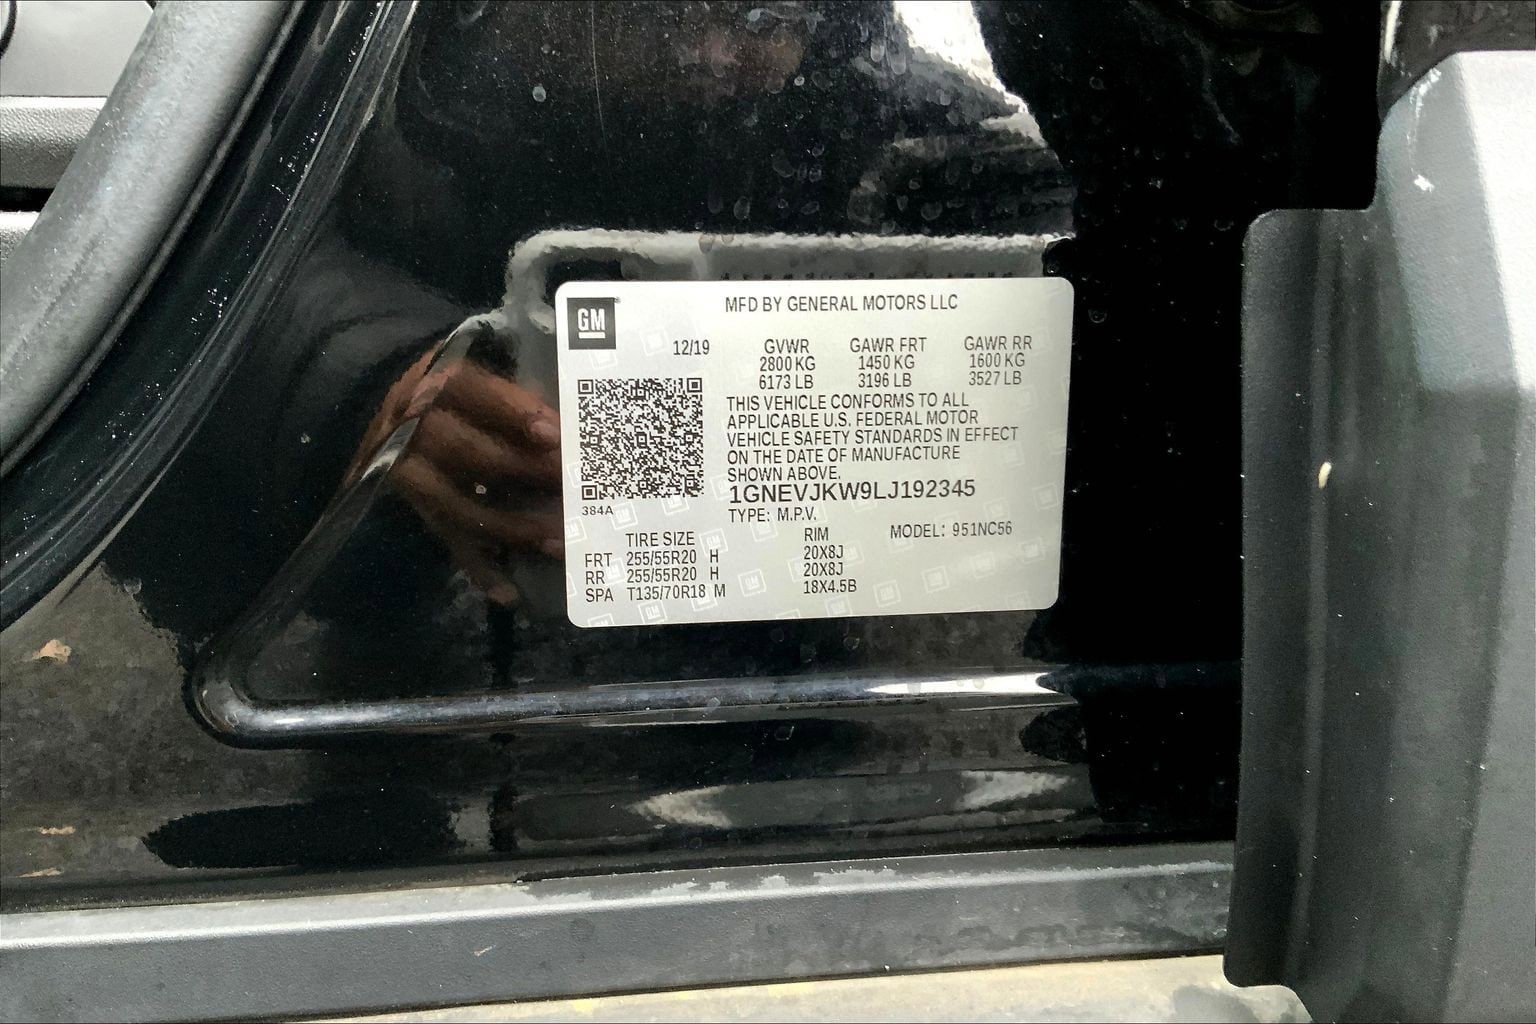 GM
MFD BY GENERAL MOTORS LLC
12/19
GVWR GAWR FRT GAWR RR
2800 KG 1450 KG 1600 KG
6173 LB 3196 LB 3527 LB
THIS VEHICLE CONFORMS TO ALL
APPLICABLE U.S. FEDERAL MOTOR
VEHICLE SAFETY STANDARDS IN EFFECT
ON THE DATE OF MANUFACTURE
SHOWN ABOVE.
1GNEVJKW9LJ192345
384A
TYPE: M.P.V.
MODEL: 951NC56
TIRE SIZE RIM
FRT 255/55R20 H 20X8J
RR 255/55R20 H 20X8J
SPA T135/70R18 M 18X4.5B